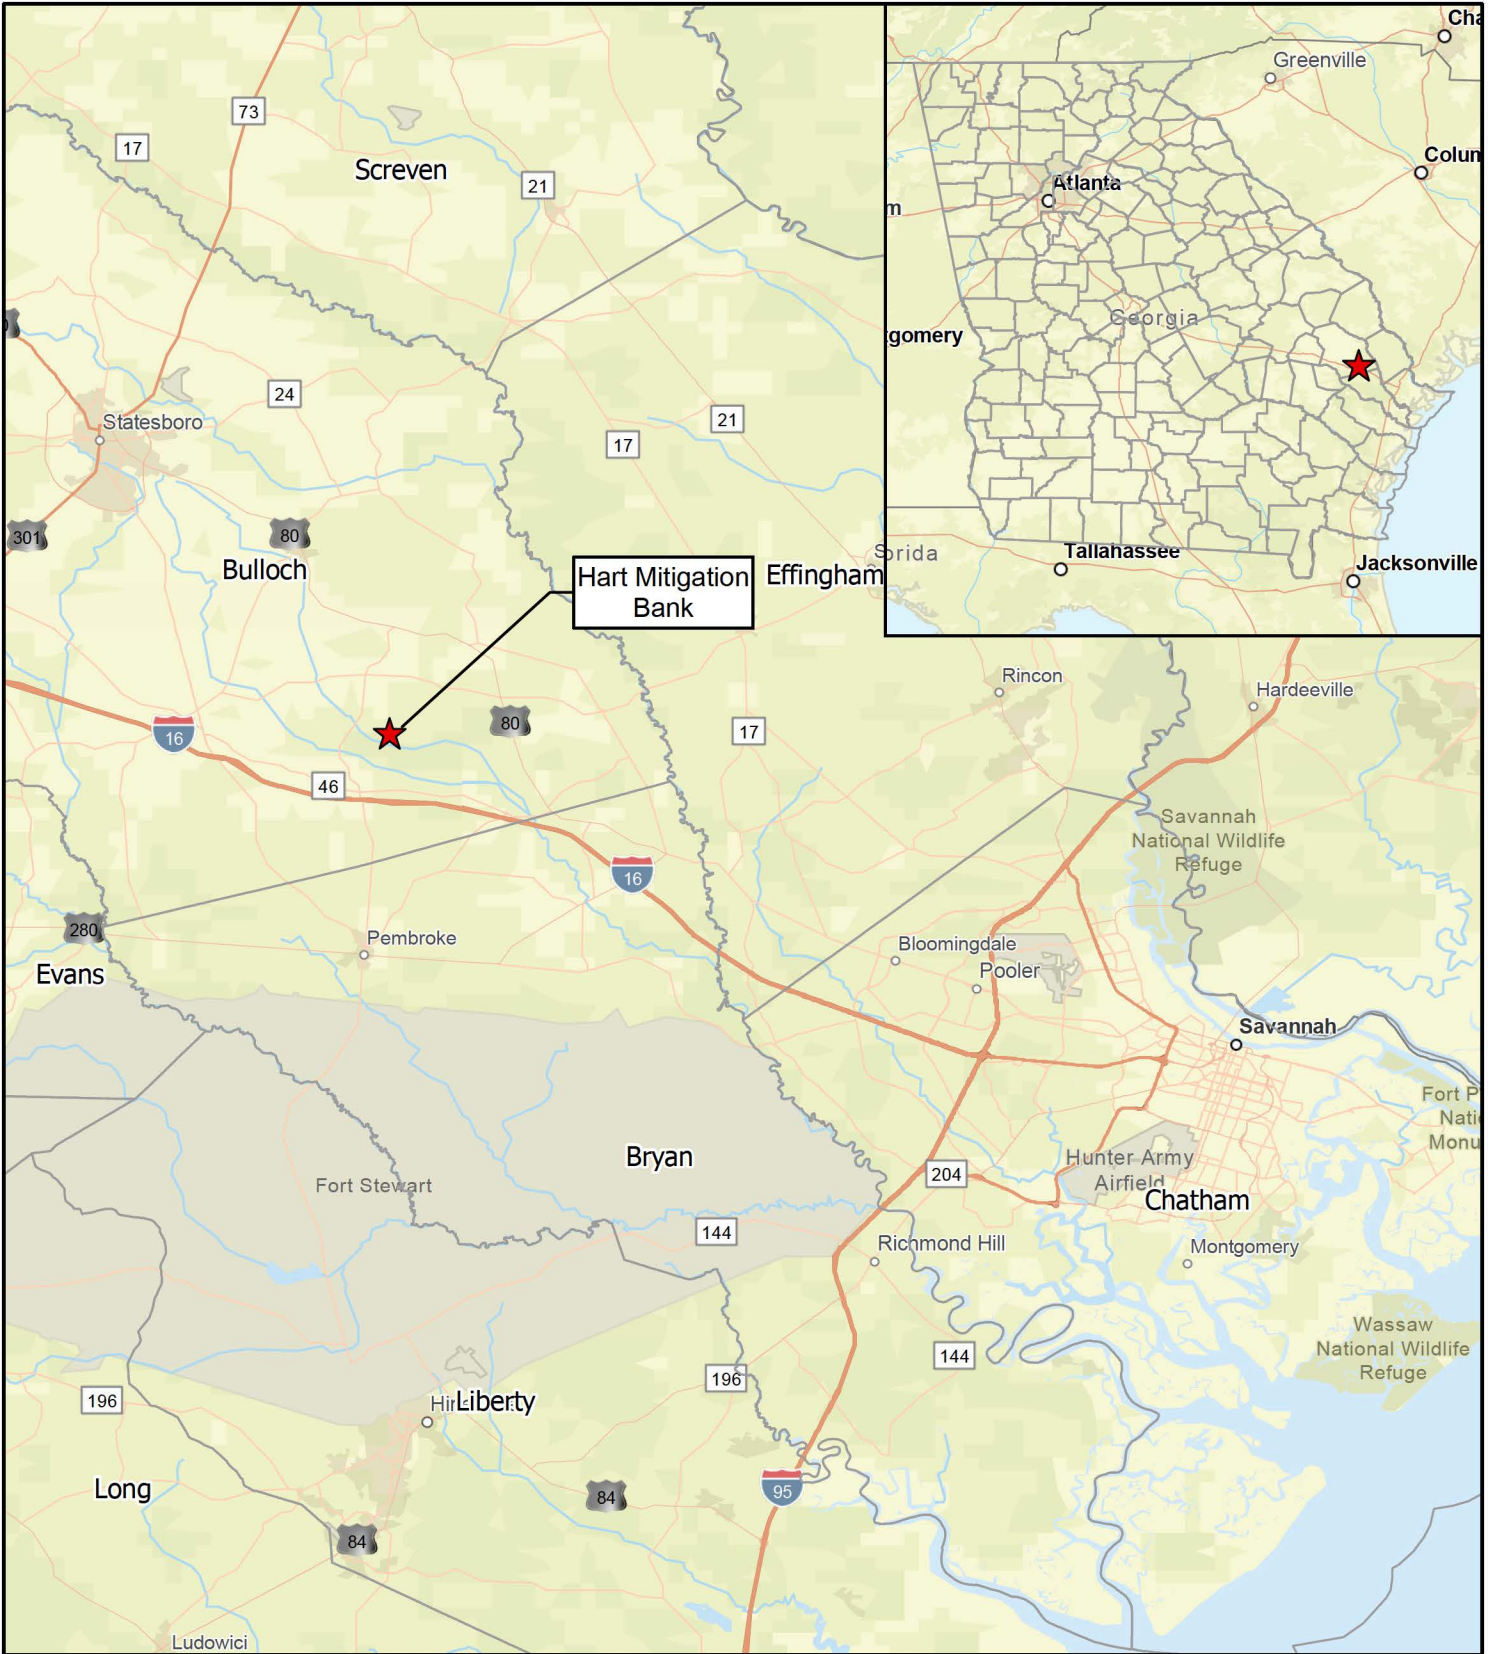 73
17
Screven
21
Statesboro
24
17
21
301
80
Bulloch
Hart Mitigation
Bank
Effingham
16
80
17
46
16
280
Evans
Pembroke
Rincon
Hardeeville
Savannah
National Wildlife
Refuge
Bloomingdale
Pooler
Savannah
Fort P
Nati
Monu
Bryan
Fort Stewart
204
Hunter Army
Airfield
Chatham
144
Richmond Hill
Montgomery
144
Wassaw
National Wildlife
Refuge
196
196
Liberty
Long
84
95
84
Ludowici
Cha
Greenville
Colum
Atlanta
m
Georgia
tgomery
orida
Tallahassee
Jacksonville